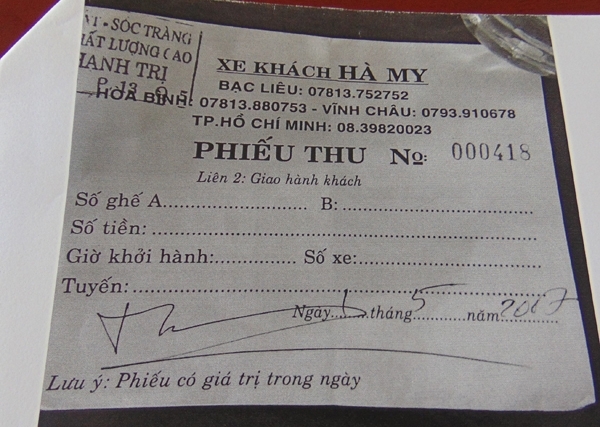 ẤT - SÓC TRĂNG
HẤT LƯỢNG CAO
HẠNH TRỊ
XE KHÁCH HÀ MY
BẠC LIÊU: 07813.752752
HÒA BÌNH: 07813.880753 - VĨNH CHÂU: 0793.910678
TP.HỒ CHÍ MINH: 08.39820023
PHIẾU THU No: 000418
Liên 2: Giao hành khách
Số ghế A.............................. B: ..............................
Số tiền: ..............................
Giờ khởi hành:............... Số xe:..............................
Tuyến: ..............................
Ngày 1 tháng 5 năm 2017
Lưu ý: Phiếu có giá trị trong ngày